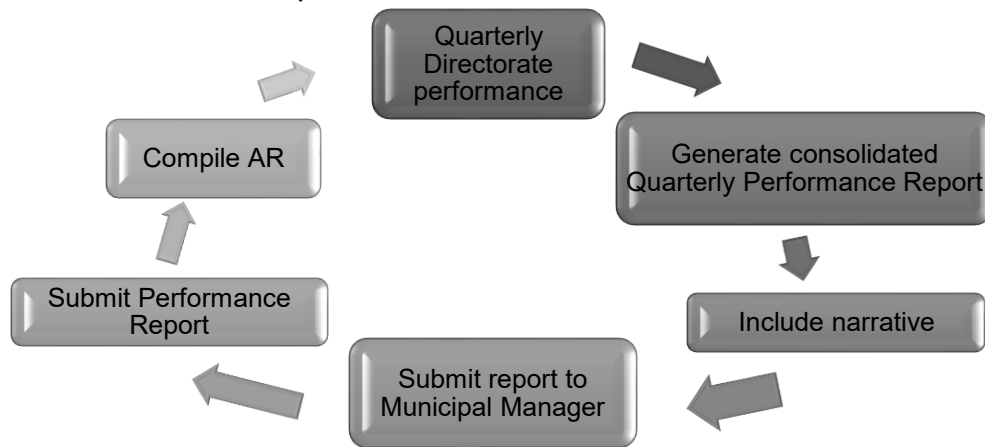 Quarterly
Directorate
performance
Generate consolidated
Quarterly Performance Report
Include narrative
Submit report to
Municipal Manager
Submit Performance
Report
Compile AR